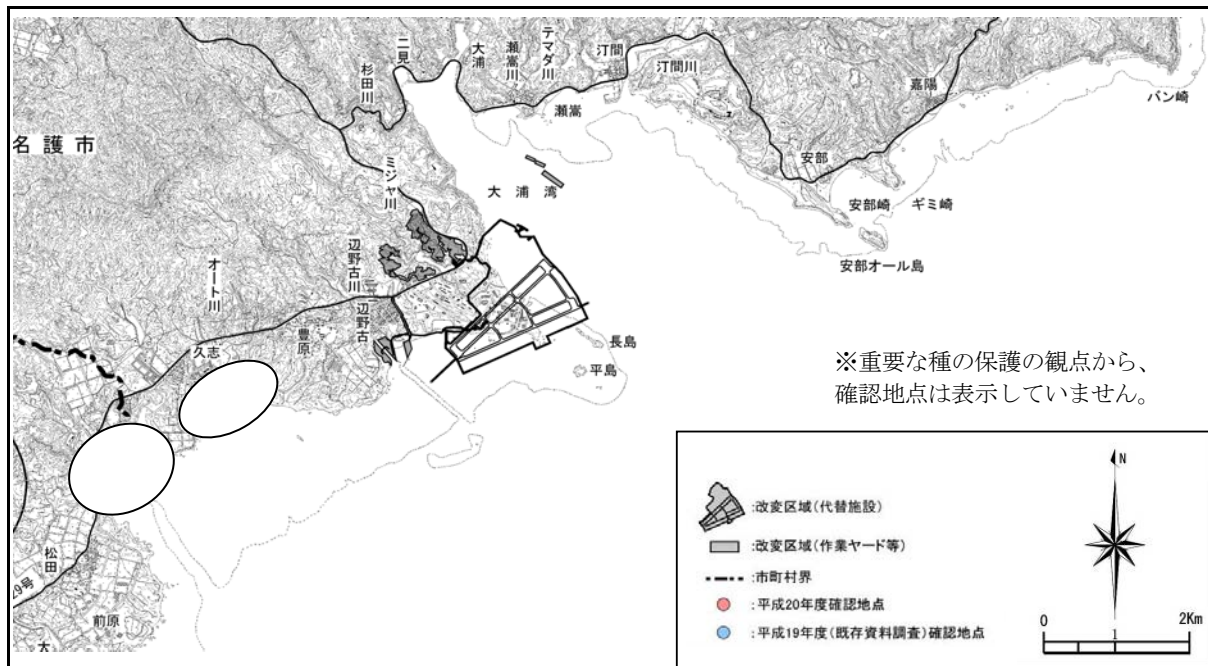 名護市
杉田川
二見
大浦
瀬嵩川
テマダ川
汀間
汀間川
瀬嵩
嘉陽
バン崎
安部
安部崎
ギミ崎
安部オール島
大浦湾
ミジャ川
辺野古川
辺野古
オート川
久志
豊原
長島
平島
松田
29号
前原
大
※重要な種の保護の観点から、
確認地点は表示していません。
:改変区域(代替施設)
:改変区域(作業ヤード等)
:市町村界
:平成20年度確認地点
:平成19年度(既存資料調査)確認地点
N
0 1 2Km